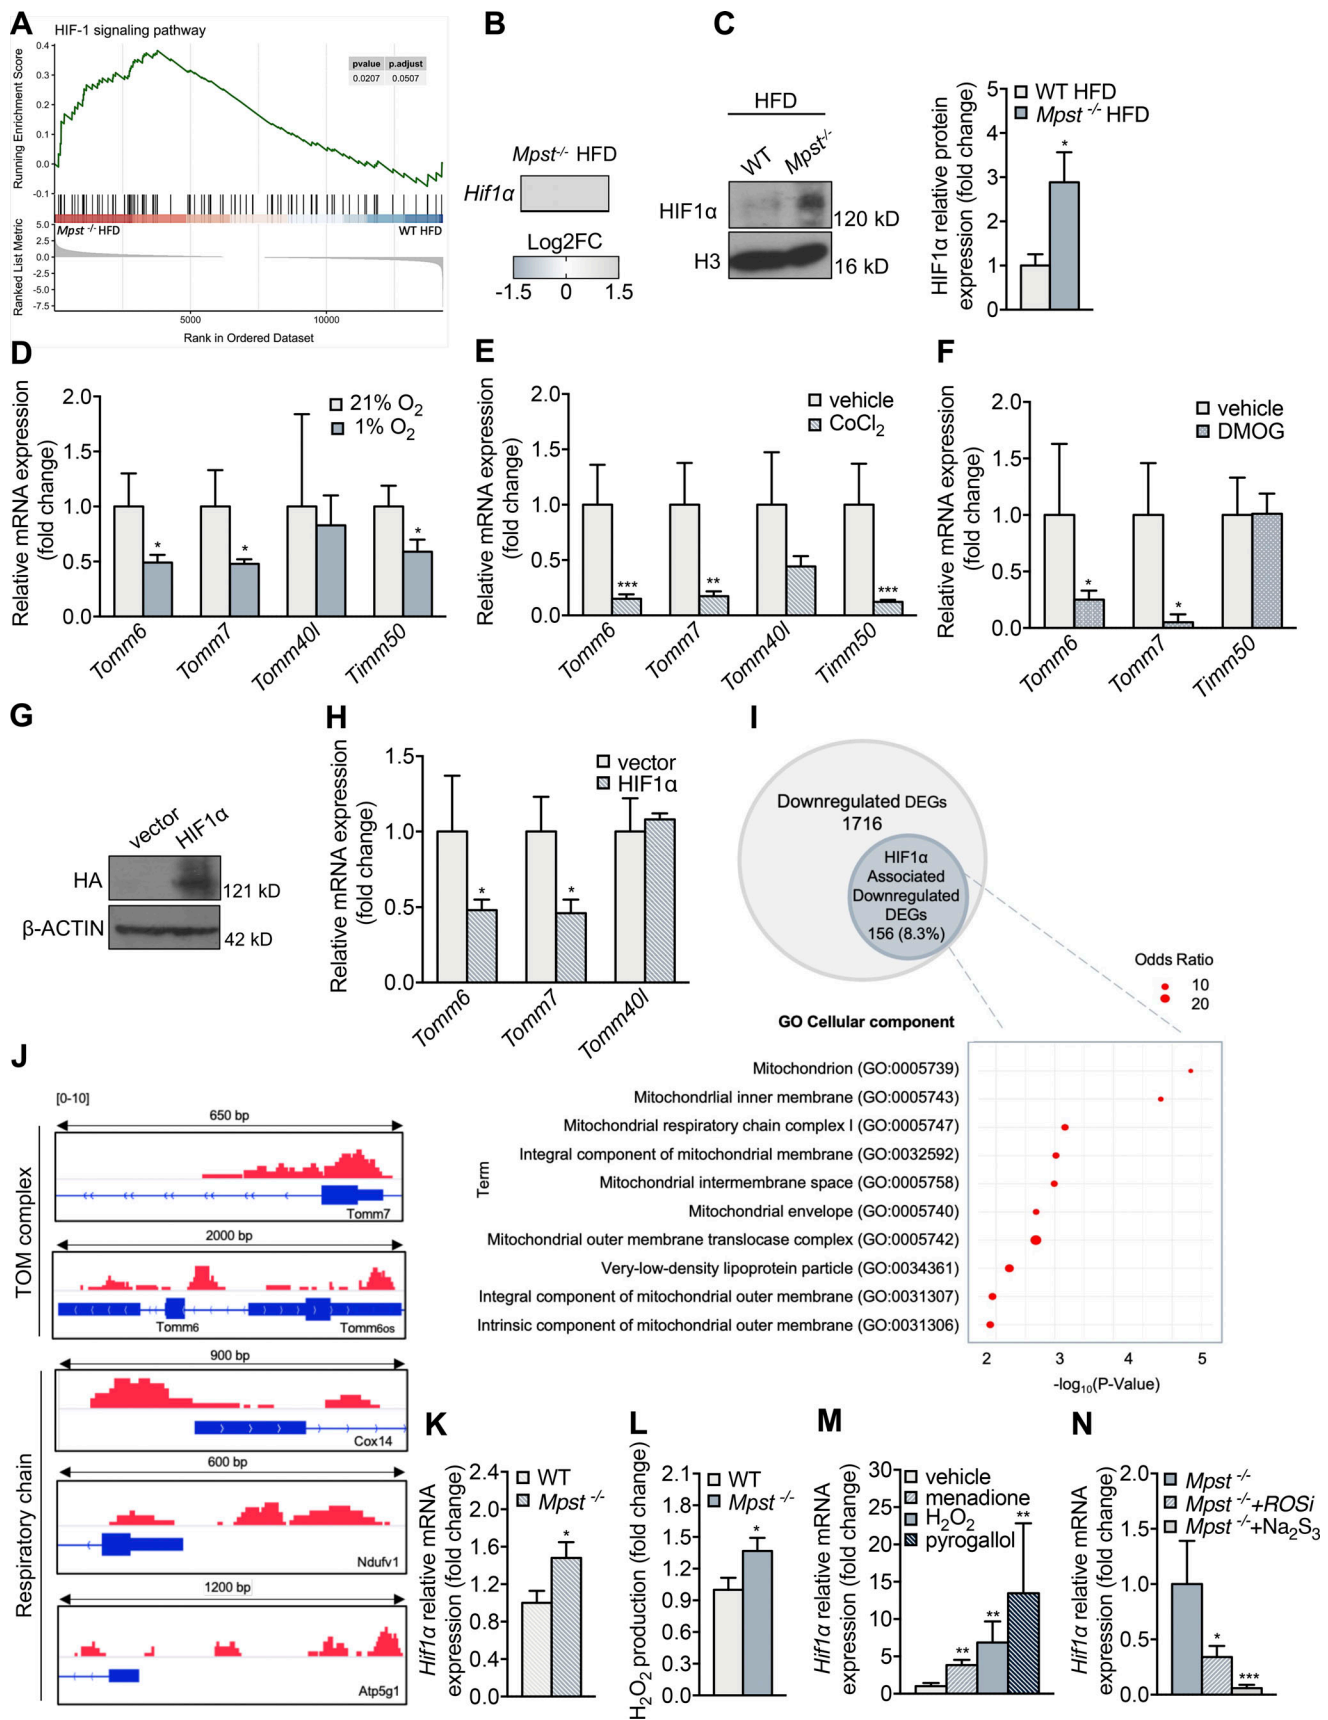 A
HIF-1 signaling pathway
Running Enrichment Score
0.4
0.3
0.2
0.1
0.0
-0.1
pvalue p.adjust
0.0207 0.0507
Mpst -/- HFD
WT HFD
Ranked List Metric
5.0
2.5
0.0
-2.5
-5.0
-7.5
5000 10000
Rank in Ordered Dataset
B
Mpst-/- HFD
Hif1α
Log2FC
-1.5 0 1.5
C
HFD
WT Mpst-/-
HIF1α
120 kD
H3
16 kD
HIF1α relative protein
expression (fold change)
5
4
3
2
1
0
WT HFD
Mpst -/- HFD
*
D
Relative mRNA expression
(fold change)
2.0
1.5
1.0
0.5
0.0
21% O2
1% O2
* * *
Tomm6 Tomm7 Tomm40l Timm50
E
Relative mRNA expression
(fold change)
2.0
1.5
1.0
0.5
0.0
vehicle
CoCl2
*** ** ***
Tomm6 Tomm7 Tomm40l Timm50
F
Relative mRNA expression
(fold change)
2.0
1.5
1.0
0.5
0.0
vehicle
DMOG
* *
Tomm6 Tomm7 Timm50
G
vector HIF1α
HA
121 kD
β-ACTIN
42 kD
H
Relative mRNA expression
(fold change)
1.5
1.0
0.5
0.0
vector
HIF1α
* *
Tomm6 Tomm7 Tomm40l
I
Downregulated DEGs
1716
HIF1α
Associated
Downregulated
DEGs
156 (8.3%)
Odds Ratio
10
20
GO Cellular component
Term
Mitochondrion (GO:0005739)
Mitochondrlial inner membrane (GO:0005743)
Mitochondrial respiratory chain complex I (GO:0005747)
Integral component of mitochondrial membrane (GO:0032592)
Mitochondrial intermembrane space (GO:0005758)
Mitochondrial envelope (GO:0005740)
Mitochondrial outer membrane translocase complex (GO:0005742)
Very-low-density lipoprotein particle (GO:0034361)
Integral component of mitochondrial outer membrane (GO:0031307)
Intrinsic component of mitochondrial outer membrane (GO:0031306)
2 3 4 5
-log10(P-Value)
J
[0-10]
TOM complex
650 bp
Tomm7
2000 bp
Tomm6 Tomm6os
Respiratory chain
900 bp
Cox14
600 bp
Ndufv1
1200 bp
Atp5g1
K
Hif1α relative mRNA
expression (fold change)
2.4
2.0
1.6
1.2
0.8
0.4
0.0
WT
Mpst -/-
*
L
H2O2 production (fold change)
2.1
1.8
1.5
1.2
0.9
0.6
0.3
0.0
WT
Mpst -/-
*
M
Hif1α relative mRNA
expression (fold change)
30
25
20
15
10
5
0
vehicle
menadione
H2O2
pyrogallol
** ** **
N
Hif1α relative mRNA
expression (fold change)
2.0
1.5
1.0
0.5
0.0
Mpst -/-
Mpst -/-+ROSi
Mpst -/-+Na2S3
* ***